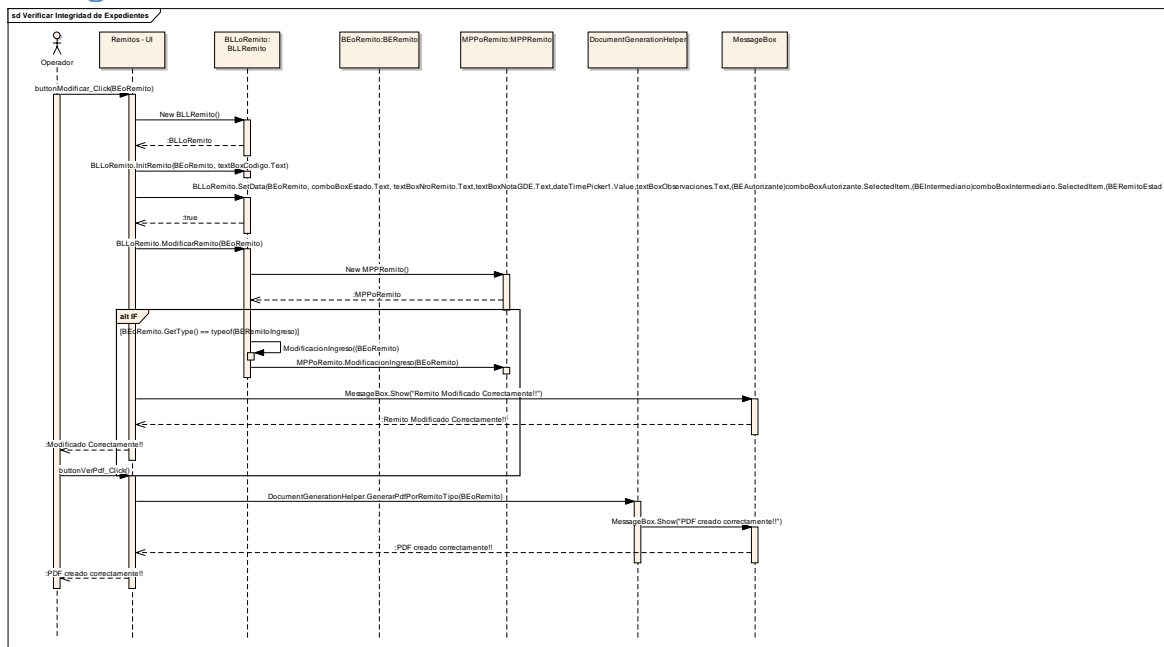 sd Verificar Integridad de Expedientes
Operador
Remitos - UI
BLLoRemito:
BLLRemito
BEoRemito:BERemito
MPPoRemito:MPPRemito
DocumentGenerationHelper
MessageBox
buttonModificar_Click(BEoRemito)
New BLLRemito()
:BLLoRemito
BLLoRemito.InitRemito(BEoRemito, textBoxCodigo.Text)
BLLoRemito.SetData(BEoRemito, comboBoxEstado.Text, textBoxNroRemito.Text,textBoxNotaGDE.Text,dateTimePicker1.Value,textBoxObservaciones.Text,(BEAutorizante)comboBoxAutorizante.SelectedItem,(BEIntermediario)comboBoxIntermediario.SelectedItem,(BERemitoEstad
:true
BLLoRemito.ModificarRemito(BEoRemito)
New MPPRemito()
:MPPoRemito
alt IF
[BEoRemito.GetType() == typeof(BERemitoIngreso)]
ModificacionIngreso((BEoRemito)
MPPoRemito.ModificacionIngreso(BEoRemito)
MessageBox.Show("Remito Modificado Correctamente!!")
:Remito Modificado Correctamente!!
:Modificado Correctamente!!
buttonVerPdf_Click()
DocumentGenerationHelper.GenerarPdfPorRemitoTipo(BEoRemito)
MessageBox.Show("PDF creado correctamente!!")
:PDF creado correctamente!!
:PDF creado correctamente!!